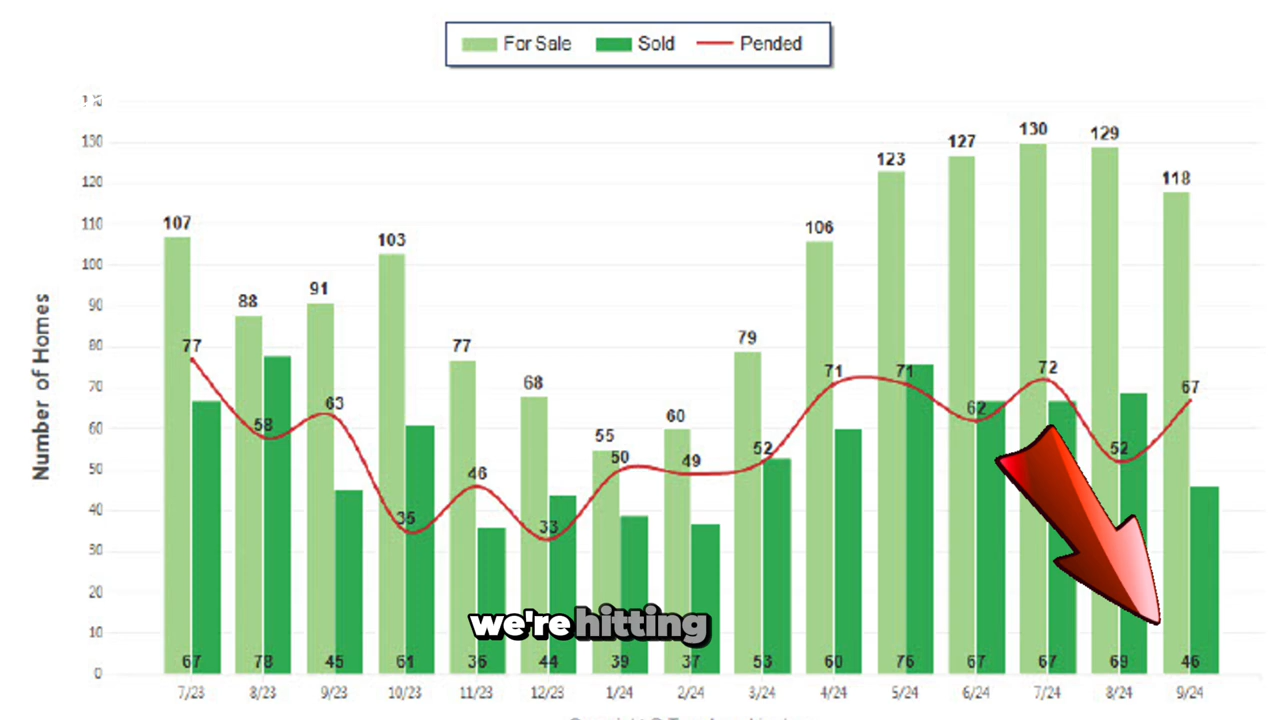 For Sale Sold Pended
Number of Homes
130
120
110
100
90
80
70
60
50
40
30
20
10
0
107 88 91 103 77 68 55 60 79 106 123 127 130 129 118
77 58 63 35 46 33 50 49 52 71 71 62 72 52 67
we're hitting
67 78 45 61 36 44 39 37 53 60 76 67 67 69 46
7/23 8/23 9/23 10/23 11/23 12/23 1/24 2/24 3/24 4/24 5/24 6/24 7/24 8/24 9/24